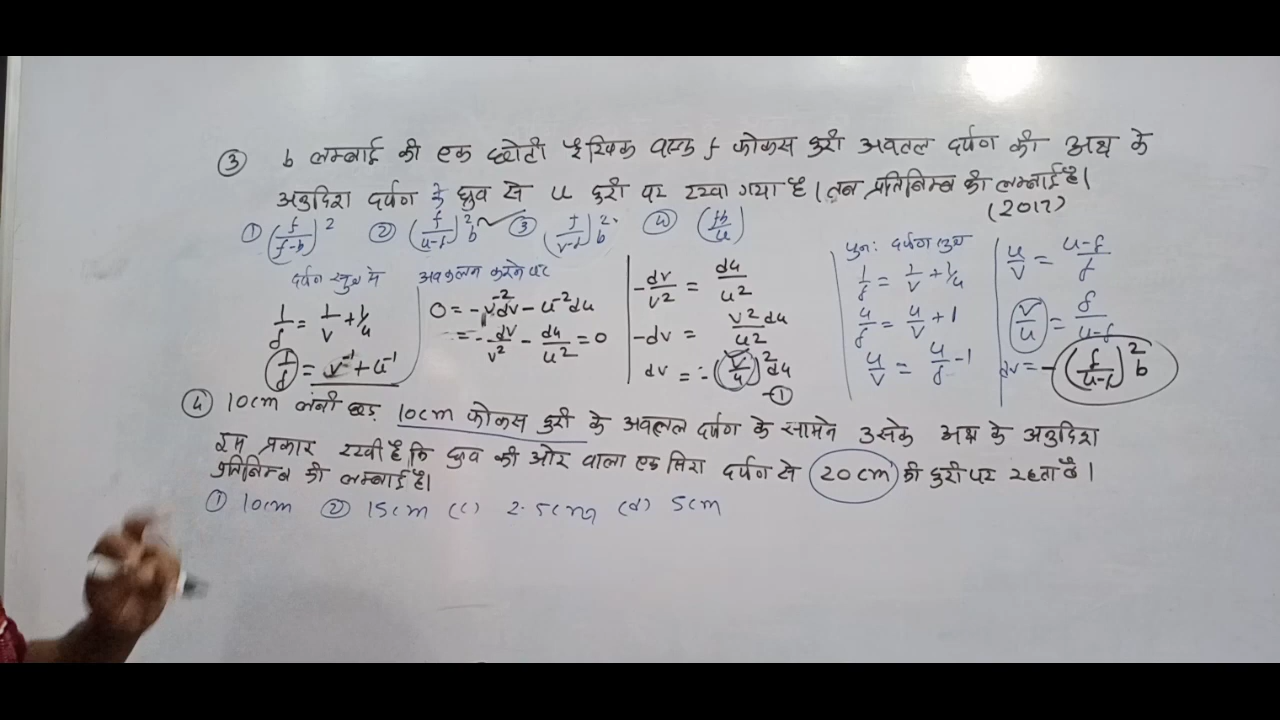 ③ b लम्बाई की एक छोटी रैखिक वस्तु f फोकस दुरी अवतल दर्पण की अक्ष के
अनुदिश दर्पण के ध्रुव से u दुरी पर रखा गया है। तब प्रतिबिम्ब की लम्बाई है।
(2017)
① (f/f-b)² ② (f/u-f)² b ✓ ③ (f/v-f)² b ④ (fb/u)
दर्पण सूत्र से
1/f = 1/v + 1/u
1/f = v⁻¹ + u⁻¹
अवकलन करने पर
0 = -v⁻²dv - u⁻²du
= -dv/v² - du/u² = 0
-dv/v² = du/u²
-dv = v²du/u²
dv = -(v/u)² du -①
पुनः दर्पण सूत्र
1/f = 1/v + 1/u
u/f = u/v + 1
u/v = u/f - 1
u/v = u-f/f
v/u = f/u-f
dv = -(f/u-f)² b
④ 10cm लंबी छड़ 10cm फोकस दुरी के अवतल दर्पण के सामने उसके अक्ष के अनुदिश
इस प्रकार रखी है कि ध्रुव की ओर वाला एक सिरा दर्पण से 20cm की दुरी पर रहता है।
प्रतिबिम्ब की लम्बाई है।
① 10cm ② 15cm (c) 2.5cm (d) 5cm